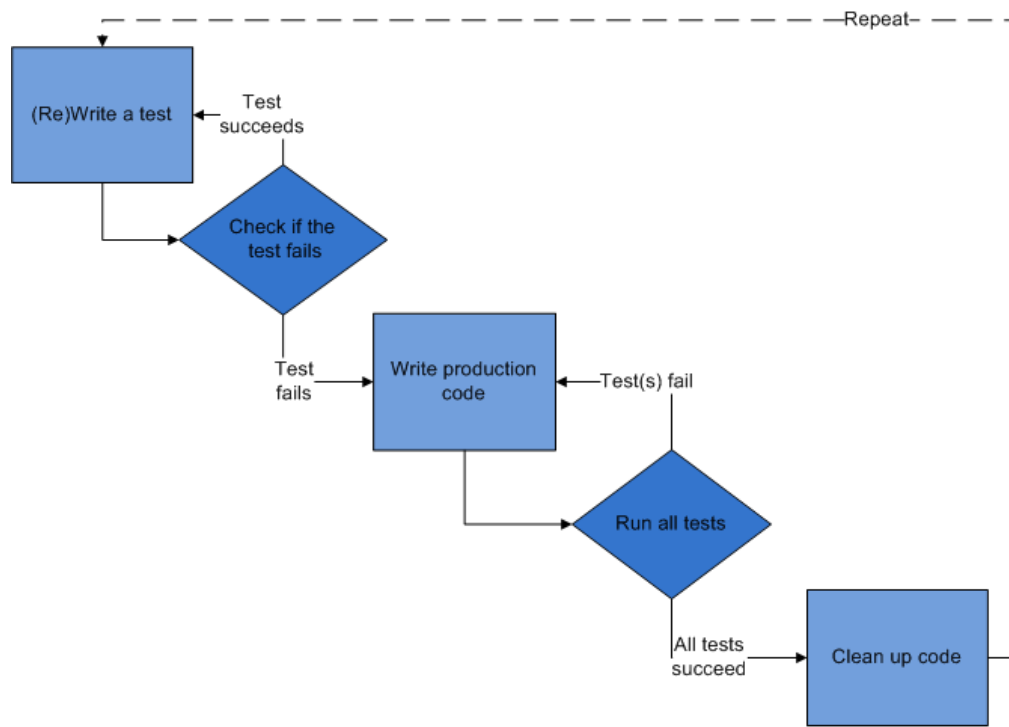 Repeat
(Re)Write a test
Test
succeeds
Check if the
test fails
Test
fails
Write production
code
Test(s) fail
Run all tests
All tests
succeed
Clean up code